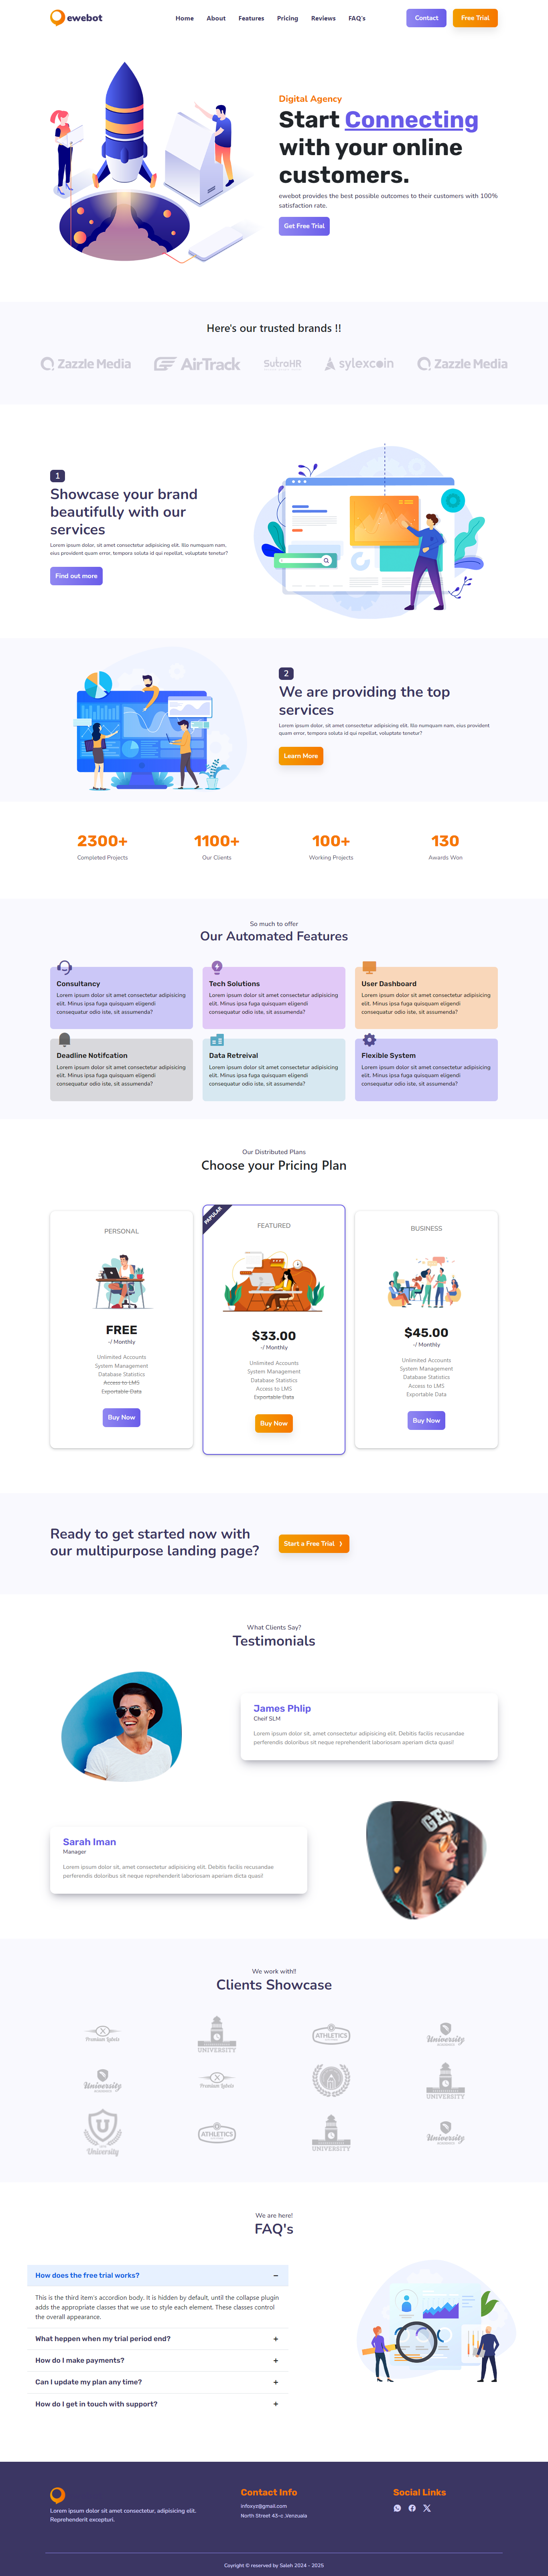 ewebot
Home About Features Pricing Reviews FAQ's
Contact
Free Trial
Digital Agency
Start Connecting
with your online
customers.
ewebot provides the best possible outcomes to their customers with 100%
satisfaction rate.
Get Free Trial
Here's our trusted brands !!
Zazzle Media
AirTrack
SutraHR
sylexcoin
Zazzle Media
1
Showcase your brand
beautifully with our
services
Lorem ipsum dolor, sit amet consectetur adipisicing elit. Illo numquam nam,
eius provident quam error, tempora soluta id qui repellat, voluptate tenetur?
Find out more
2
We are providing the top
services
Lorem ipsum dolor, sit amet consectetur adipisicing elit. Illo numquam nam, eius provident
quam error, tempora soluta id qui repellat, voluptate tenetur?
Learn More
2300+
Completed Projects
1100+
Our Clients
100+
Working Projects
130
Awards Won
So much to offer
Our Automated Features
Consultancy
Lorem ipsum dolor sit amet consectetur adipisicing
elit. Minus ipsa fuga quisquam eligendi
consequatur odio iste, sit assumenda?
Tech Solutions
Lorem ipsum dolor sit amet consectetur adipisicing
elit. Minus ipsa fuga quisquam eligendi
consequatur odio iste, sit assumenda?
User Dashboard
Lorem ipsum dolor sit amet consectetur adipisicing
elit. Minus ipsa fuga quisquam eligendi
consequatur odio iste, sit assumenda?
Deadline Notifcation
Lorem ipsum dolor sit amet consectetur adipisicing
elit. Minus ipsa fuga quisquam eligendi
consequatur odio iste, sit assumenda?
Data Retreival
Lorem ipsum dolor sit amet consectetur adipisicing
elit. Minus ipsa fuga quisquam eligendi
consequatur odio iste, sit assumenda?
Flexible System
Lorem ipsum dolor sit amet consectetur adipisicing
elit. Minus ipsa fuga quisquam eligendi
consequatur odio iste, sit assumenda?
Our Distributed Plans
Choose your Pricing Plan
PERSONAL
FREE
-/ Monthly
Unlimited Accounts
System Management
Database Statistics
Access to LMS
Exportable Data
Buy Now
PAPULAR
FEATURED
$33.00
-/ Monthly
Unlimited Accounts
System Management
Database Statistics
Access to LMS
Exportable Data
Buy Now
BUSINESS
$45.00
-/ Monthly
Unlimited Accounts
System Management
Database Statistics
Access to LMS
Exportable Data
Buy Now
Ready to get started now with
our multipurpose landing page?
Start a Free Trial
What Clients Say?
Testimonials
James Phlip
Cheif SLM
Lorem ipsum dolor sit, amet consectetur adipisicing elit. Debitis facilis recusandae
perferendis doloribus sit neque reprehenderit laboriosam aperiam dicta quasi!
Sarah Iman
Manager
Lorem ipsum dolor sit, amet consectetur adipisicing elit. Debitis facilis recusandae
perferendis doloribus sit neque reprehenderit laboriosam aperiam dicta quasi!
We work with!!
Clients Showcase
Premium Labels
UNIVERSITY
ATHLETICS
University
University
Premium Labels
UNIVERSITY
University
ATHLETICS
UNIVERSITY
University
We are here!
FAQ's
How does the free trial works?
This is the third item's accordion body. It is hidden by default, until the collapse plugin
adds the appropriate classes that we use to style each element. These classes control
the overall appearance.
What happen when my trial period end?
How do I make payments?
Can I update my plan any time?
How do I get in touch with support?
Lorem ipsum dolor sit amet consectetur, adipisicing elit.
Reprehenderit excepturi.
Contact Info
infoxyz@gmail.com
North Street 43-c ,Venzuala
Social Links
Coyright © reserved by Saleh 2024 - 2025